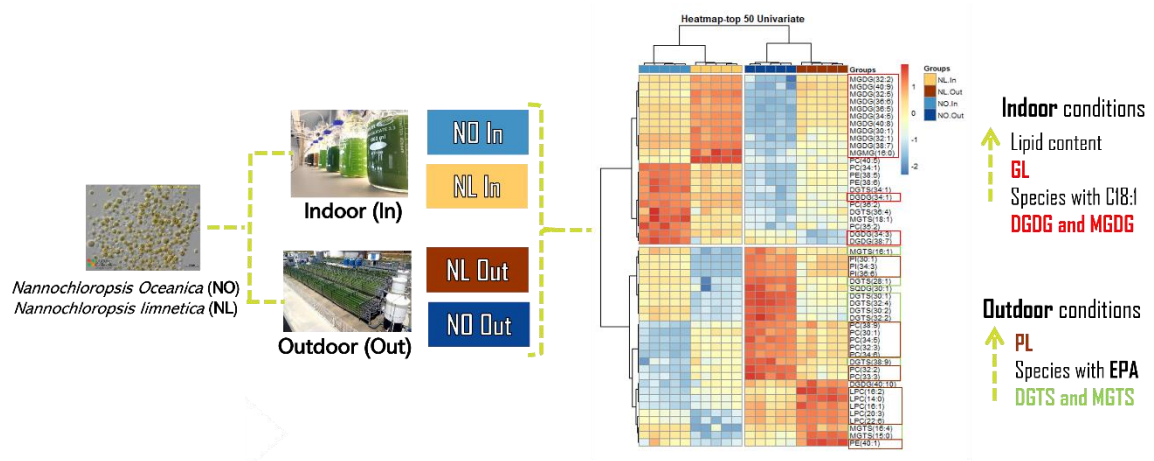 Nannochloropsis Oceanica (NO)
Nannochloropsis limnetica (NL)
Indoor (In)
Outdoor (Out)
NO In
NL In
NL Out
NO Out
Heatmap-top 50 Univariate
Groups
MGDG(32:2)
MGDG(40:9)
MGDG(32:5)
MGDG(36:6)
MGDG(36:5)
MGDG(34:5)
MGDG(40:8)
MGDG(30:1)
MGDG(32:1)
MGDG(38:7)
MGMG(16:0)
PC(40:5)
PC(34:1)
PE(38:5)
PE(38:6)
DGTS(34:1)
DGDG(34:1)
PC(36:2)
DGTS(36:4)
MGTS(18:1)
PC(35:2)
DGDG(34:3)
DGDG(38:7)
MGTS(16:1)
PI(30:1)
PI(34:3)
PI(36:6)
DGTS(28:1)
SQDG(30:1)
DGTS(30:1)
DGTS(32:4)
DGTS(30:2)
DGTS(32:2)
PC(38:9)
PC(30:1)
PC(34:5)
PC(32:3)
PC(34:6)
DGTS(38:9)
PC(32:2)
PC(33:3)
DGDG(40:10)
LPC(16:2)
LPC(14:0)
LPC(16:1)
LPC(20:3)
LPC(22:6)
MGTS(16:4)
MGTS(15:0)
PE(40:1)
1
0
-1
-2
Groups
NL.In
NL.Out
NO.In
NO.Out
Indoor conditions
Lipid content
GL
Species with C18:1
DGDG and MGDG
Outdoor conditions
PL
Species with EPA
DGTS and MGTS